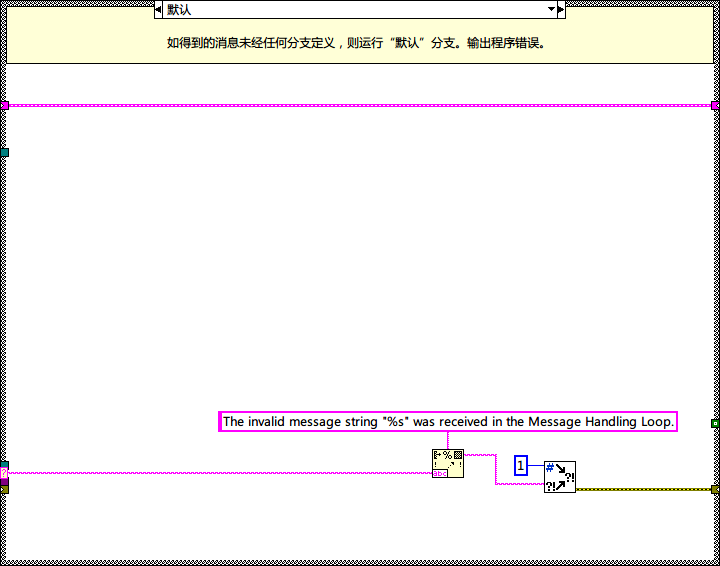 默认
如得到的消息未经任何分支定义，则运行“默认”分支。输出程序错误。
The invalid message string "%s" was received in the Message Handling Loop.
%
abc
?
1
#
?!
?!